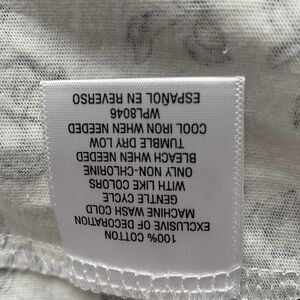 100% COTTON
EXCLUSIVE OF DECORATION
MACHINE WASH COLD
GENTLE CYCLE
WITH LIKE COLORS
ONLY NON-CHLORINE
BLEACH WHEN NEEDED
TUMBLE DRY LOW
COOL IRON WHEN NEEDED
WPL8046
ESPAÑOL EN REVERSO